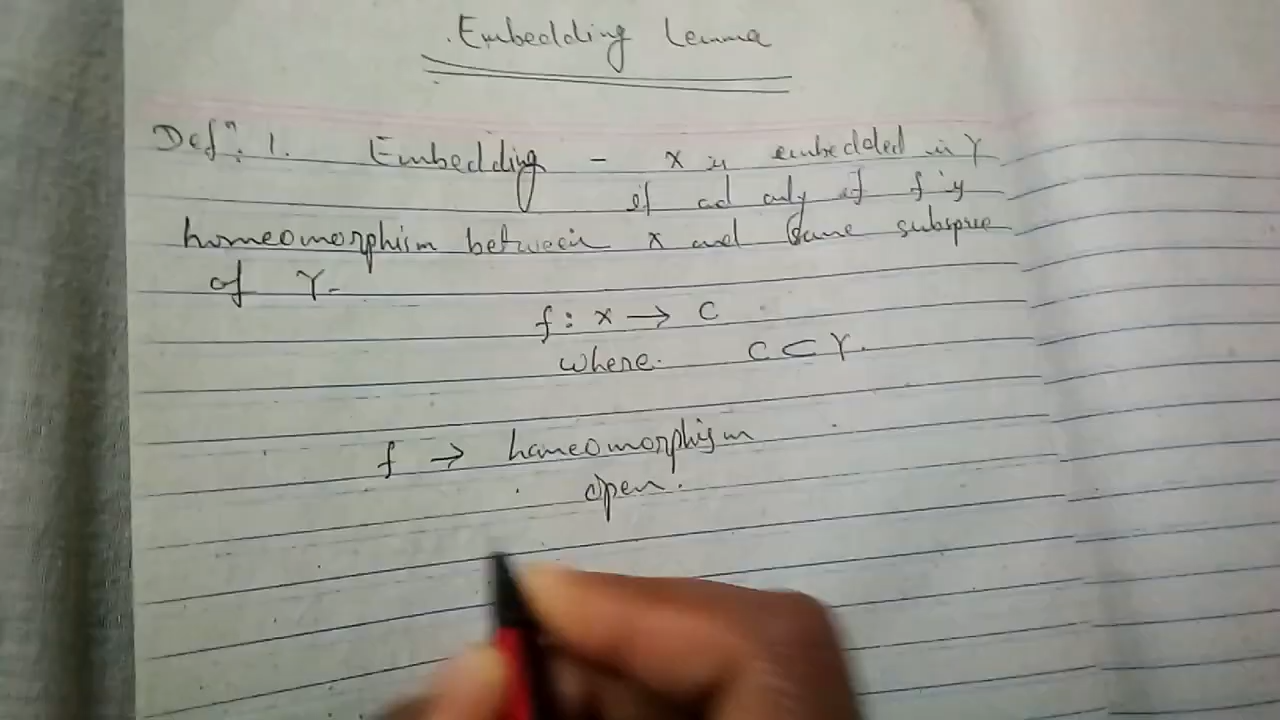 Embedding Lemma
Defⁿ. 1. Embedding - x is embedded in Y
if and only if f is
homeomorphism between x and some subspace
of Y.
f : x → C
where. C ⊂ Y.
f → homeomorphism
open.